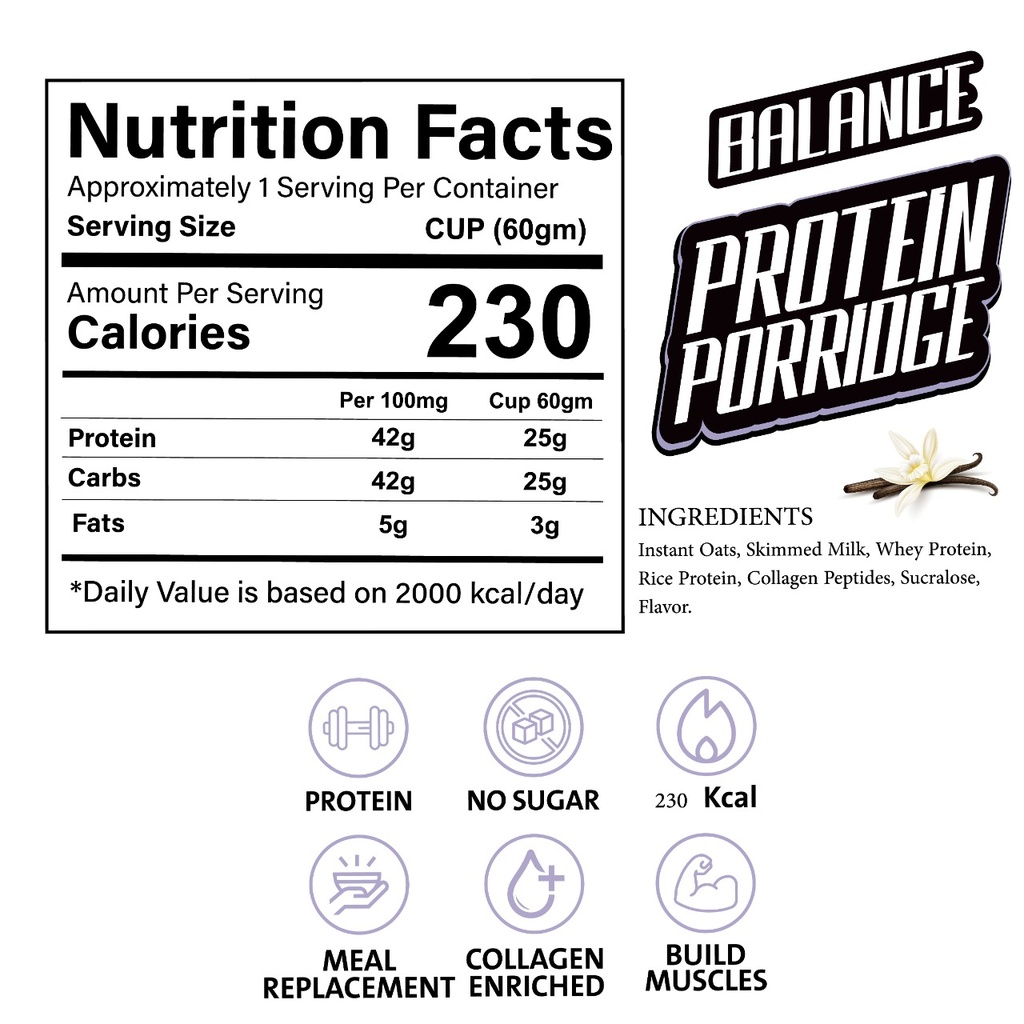 BALANCE
PROTEIN
PORRIDGE
Nutrition Facts
Approximately 1 Serving Per Container
Serving Size CUP (60gm)
Amount Per Serving
Calories 230
Per 100mg Cup 60gm
Protein 42g 25g
Carbs 42g 25g
Fats 5g 3g
*Daily Value is based on 2000 kcal/day
INGREDIENTS
Instant Oats, Skimmed Milk, Whey Protein,
Rice Protein, Collagen Peptides, Sucralose,
Flavor.
PROTEIN
NO SUGAR
230 Kcal
MEAL
REPLACEMENT
COLLAGEN
ENRICHED
BUILD
MUSCLES